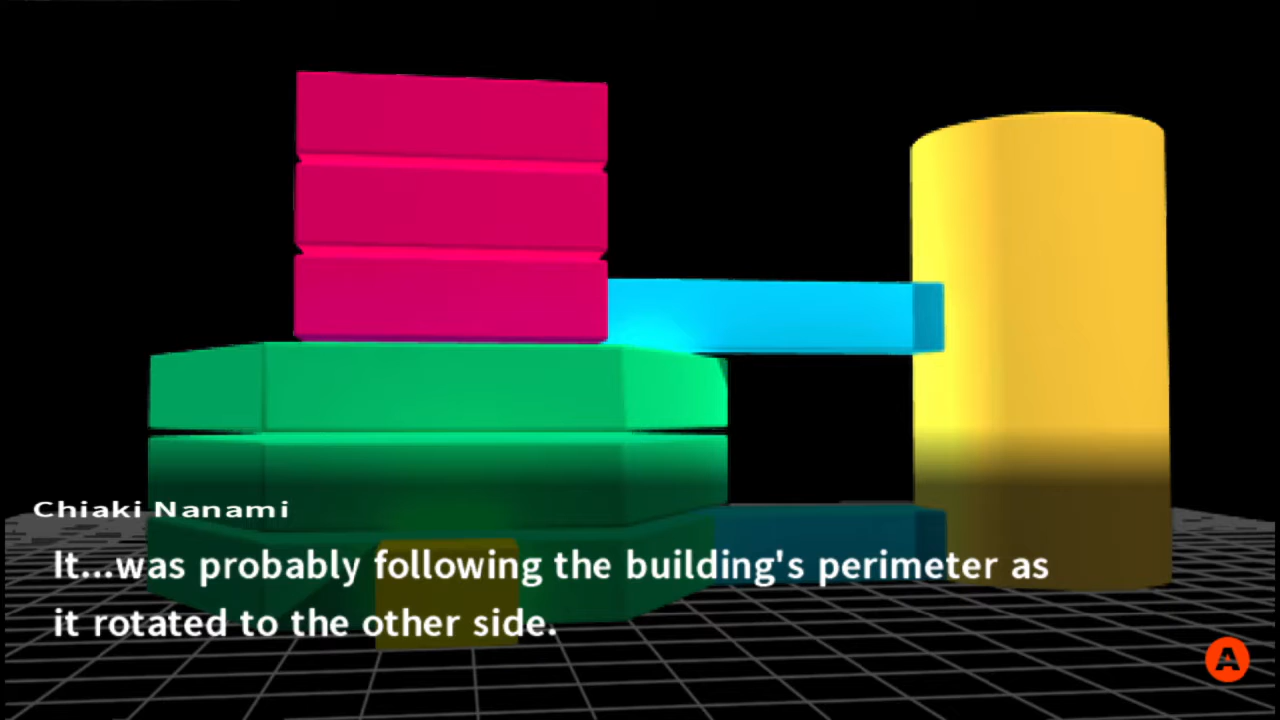 Chiaki Nanami
It...was probably following the building's perimeter as
it rotated to the other side.
A